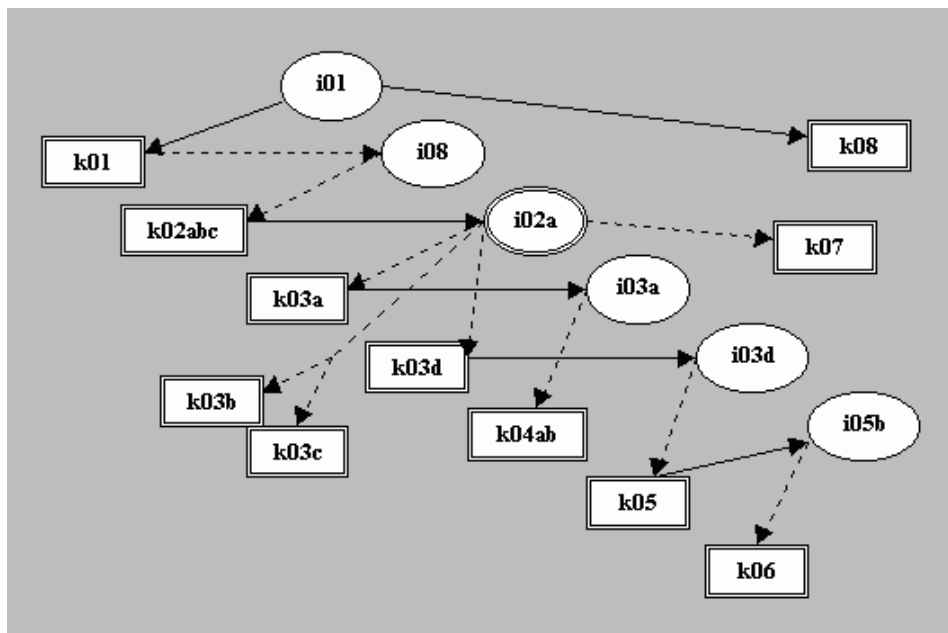 i01
k08
k01
i08
k02abc
i02a
k07
k03a
i03a
k03d
i03d
k03b
k04ab
i05b
k03c
k05
k06